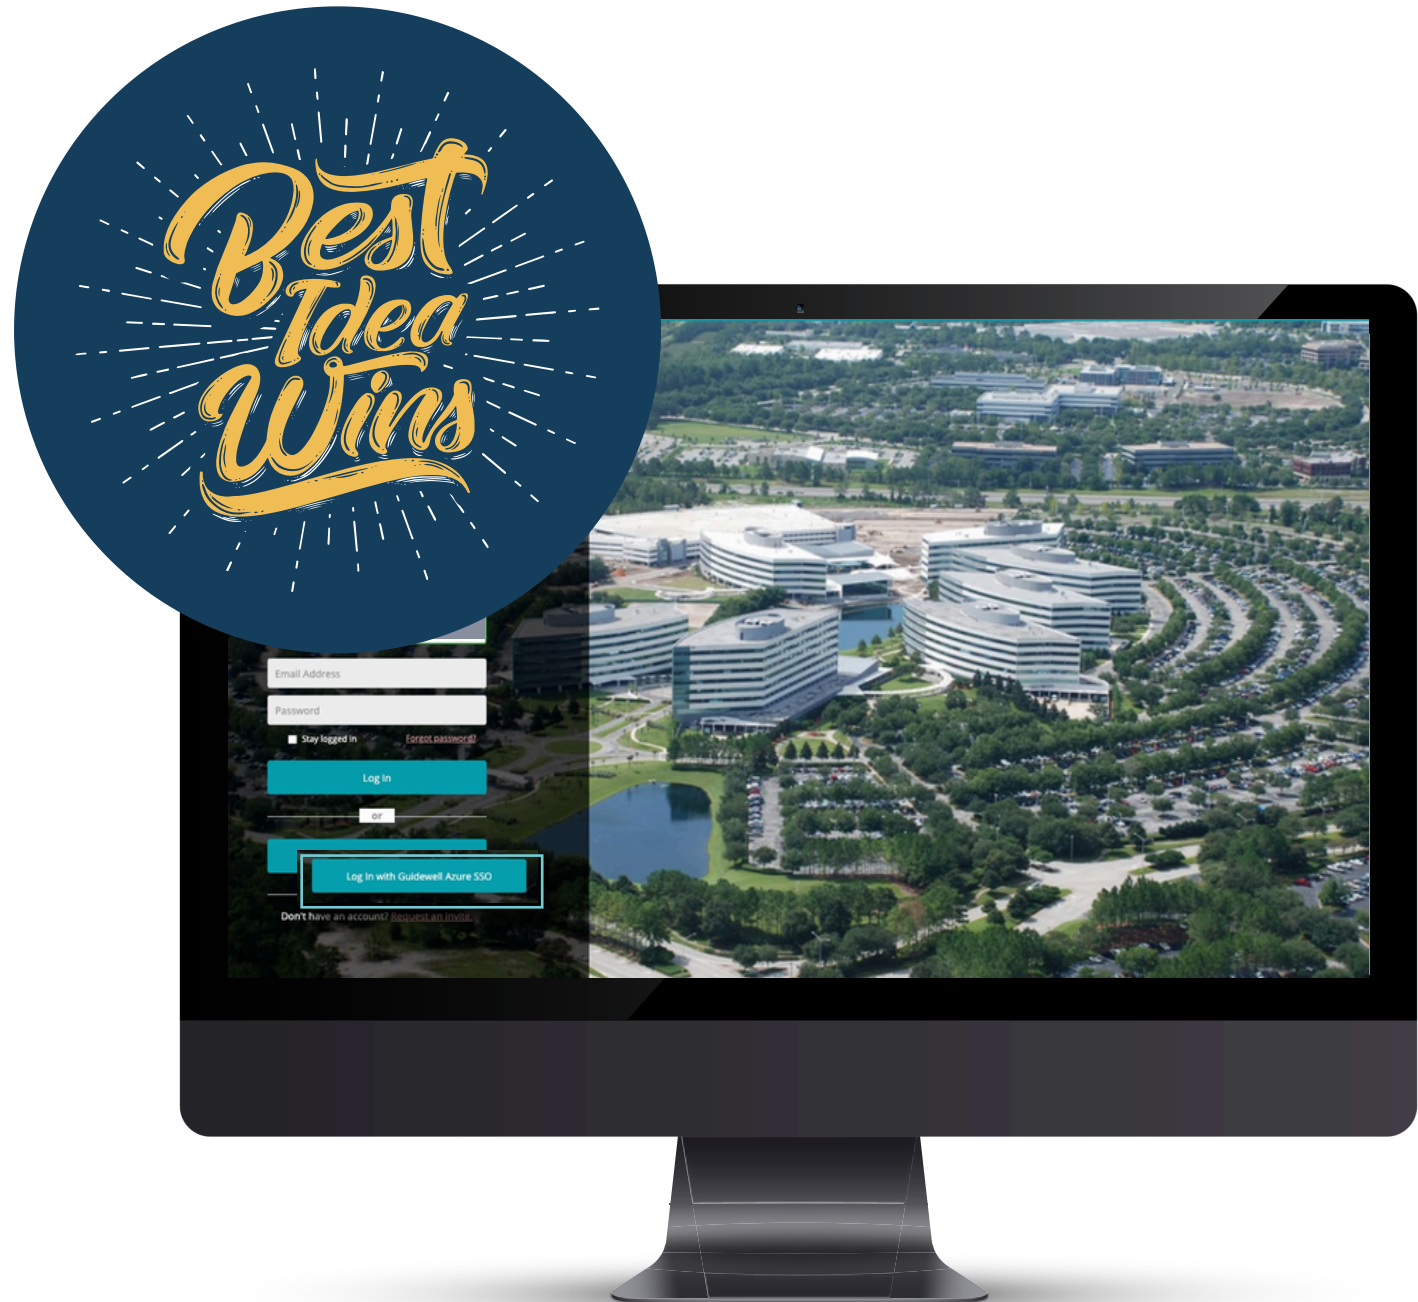 Best
Idea
Wins
Email Address
Password
Stay logged in Forgot password?
Log In
or
Log In with Guidewell Azure SSO
Don't have an account? Request an invite.